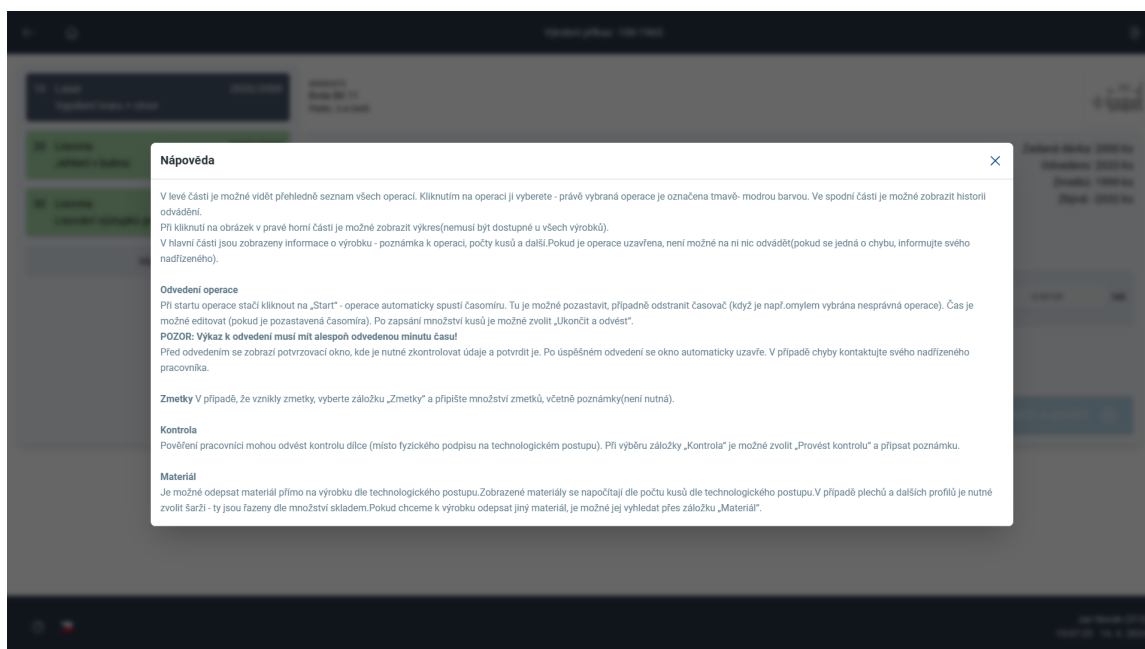 Výrobní příkaz:
10 Laser
20 Lisovna
30 Lisovna
Nápověda
V levé části je možné vidět přehledně seznam všech operací. Kliknutím na operaci ji vyberete - právě vybraná operace je označena tmavě- modrou barvou. Ve spodní části je možné zobrazit historii
odvádění.
Při kliknutí na obrázek v pravé horní části je možné zobrazit výkres(nemusí být dostupné u všech výrobků).
V hlavní části jsou zobrazeny informace o výrobku - poznámka k operaci, počty kusů a další.Pokud je operace uzavřena, není možné na ni nic odvádět(pokud se jedná o chybu, informujte svého
nadřízeného).
Odvedení operace
Při startu operace stačí kliknout na „Start" - operace automaticky spustí časomíru. Tu je možné pozastavit, případně odstranit časovač (když je např.omylem vybrána nesprávná operace). Čas je
možné editovat (pokud je pozastavená časomíra). Po zapsání množství kusů je možné zvolit „Ukončit a odvést".
POZOR: Výkaz k odvedení musí mít alespoň odvedenou minutu času!
Před odvedením se zobrazí potvrzovací okno, kde je nutné zkontrolovat údaje a potvrdit je. Po úspěšném odvedení se okno automaticky uzavře. V případě chyby kontaktujte svého nadřízeného
pracovníka.
Zmetky V případě, že vznikly zmetky, vyberte záložku „Zmetky" a připište množství zmetků, včetně poznámky(není nutná).
Kontrola
Pověření pracovníci mohou odvést kontrolu dílce (místo fyzického podpisu na technologickém postupu). Při výběru záložky „Kontrola" je možné zvolit „Provést kontrolu" a připsat poznámku.
Materiál
Je možné odepsat materiál přímo na výrobku dle technologického postupu.Zobrazené materiály se napočítají dle počtu kusů dle technologického postupu.V případě plechů a dalších profilů je nutné
zvolit šarži - ty jsou řazeny dle množství skladem.Pokud chceme k výrobku odepsat jiný materiál, je možné jej vyhledat přes záložku „Materiál".